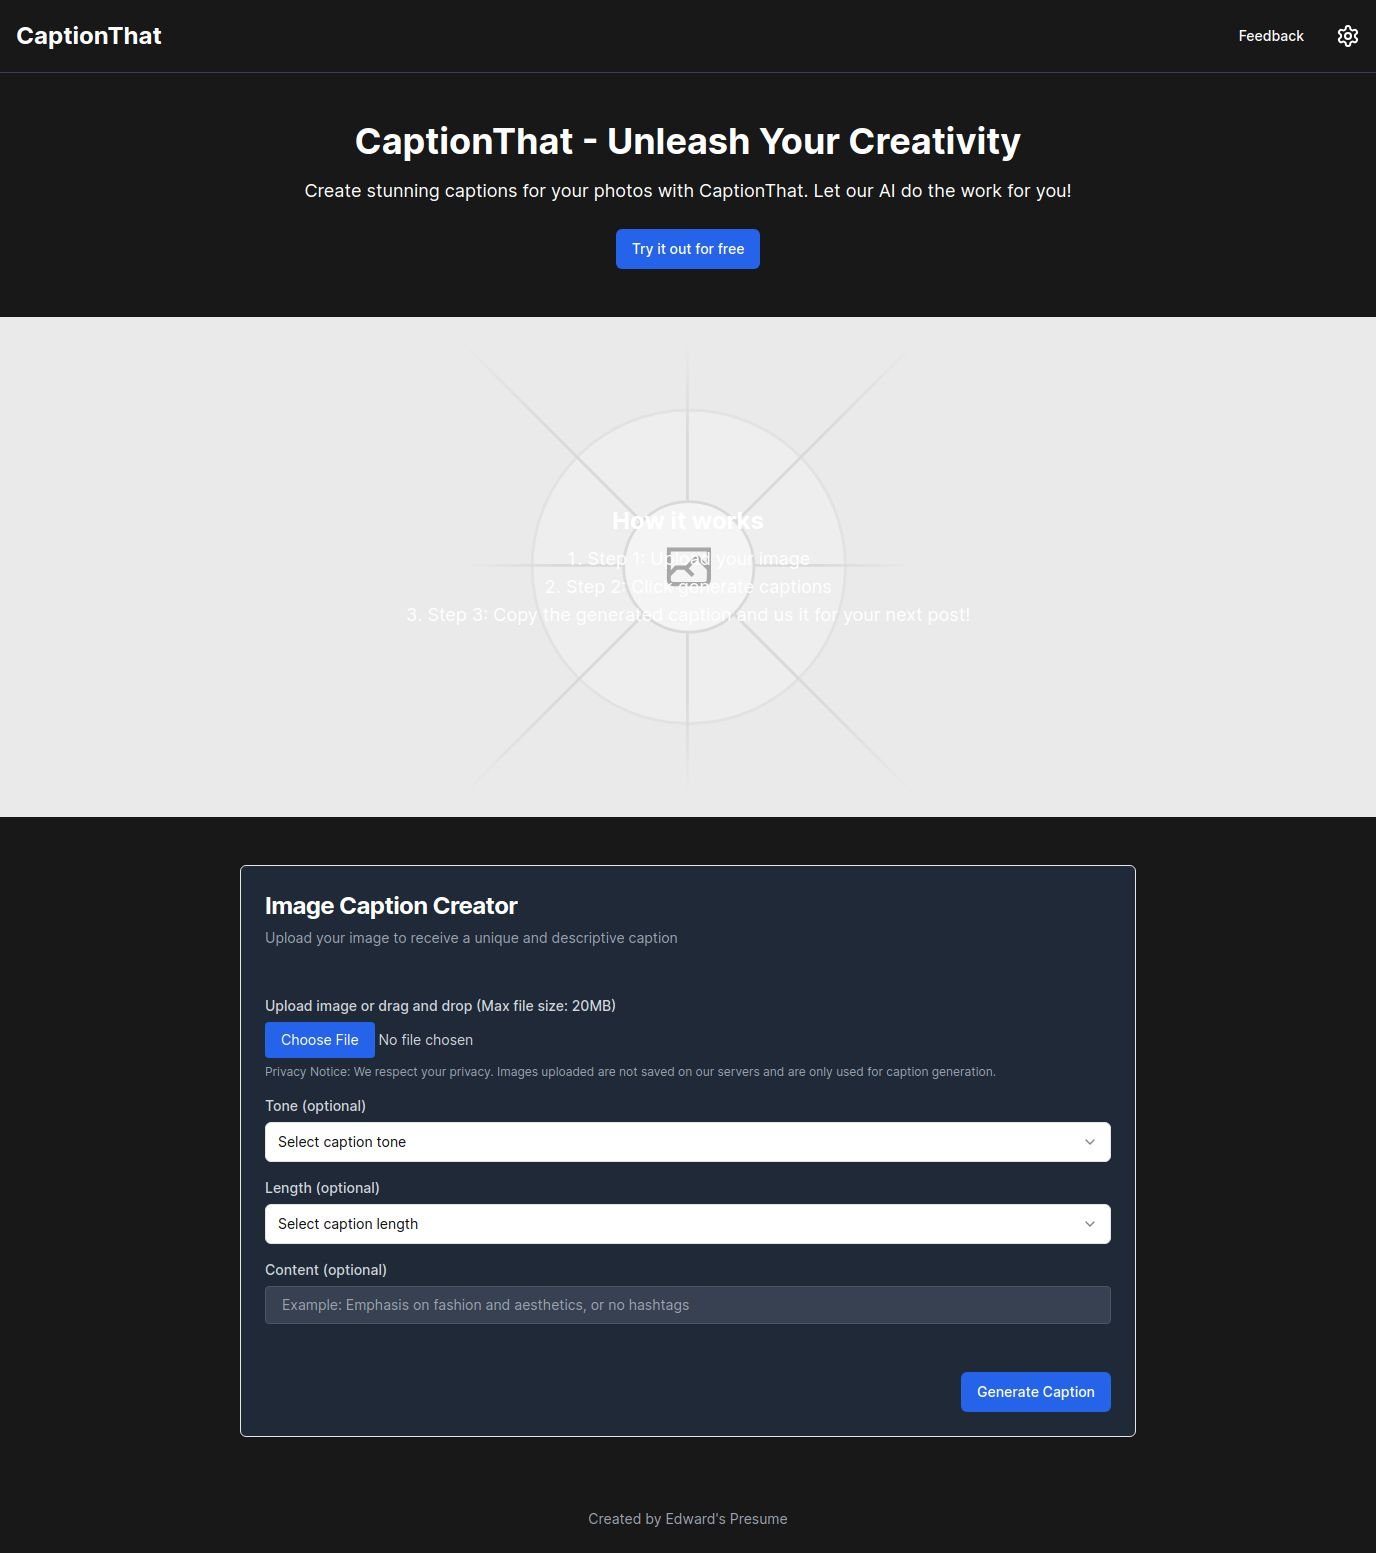 CaptionThat
Feedback
CaptionThat - Unleash Your Creativity
Create stunning captions for your photos with CaptionThat. Let our AI do the work for you!
Try it out for free
How it works
1. Step 1: Upload your image
2. Step 2: Click generate captions
3. Step 3: Copy the generated caption and us it for your next post!
Image Caption Creator
Upload your image to receive a unique and descriptive caption
Upload image or drag and drop (Max file size: 20MB)
Choose File No file chosen
Privacy Notice: We respect your privacy. Images uploaded are not saved on our servers and are only used for caption generation.
Tone (optional)
Select caption tone
Length (optional)
Select caption length
Content (optional)
Example: Emphasis on fashion and aesthetics, or no hashtags
Generate Caption
Created by Edward's Presume